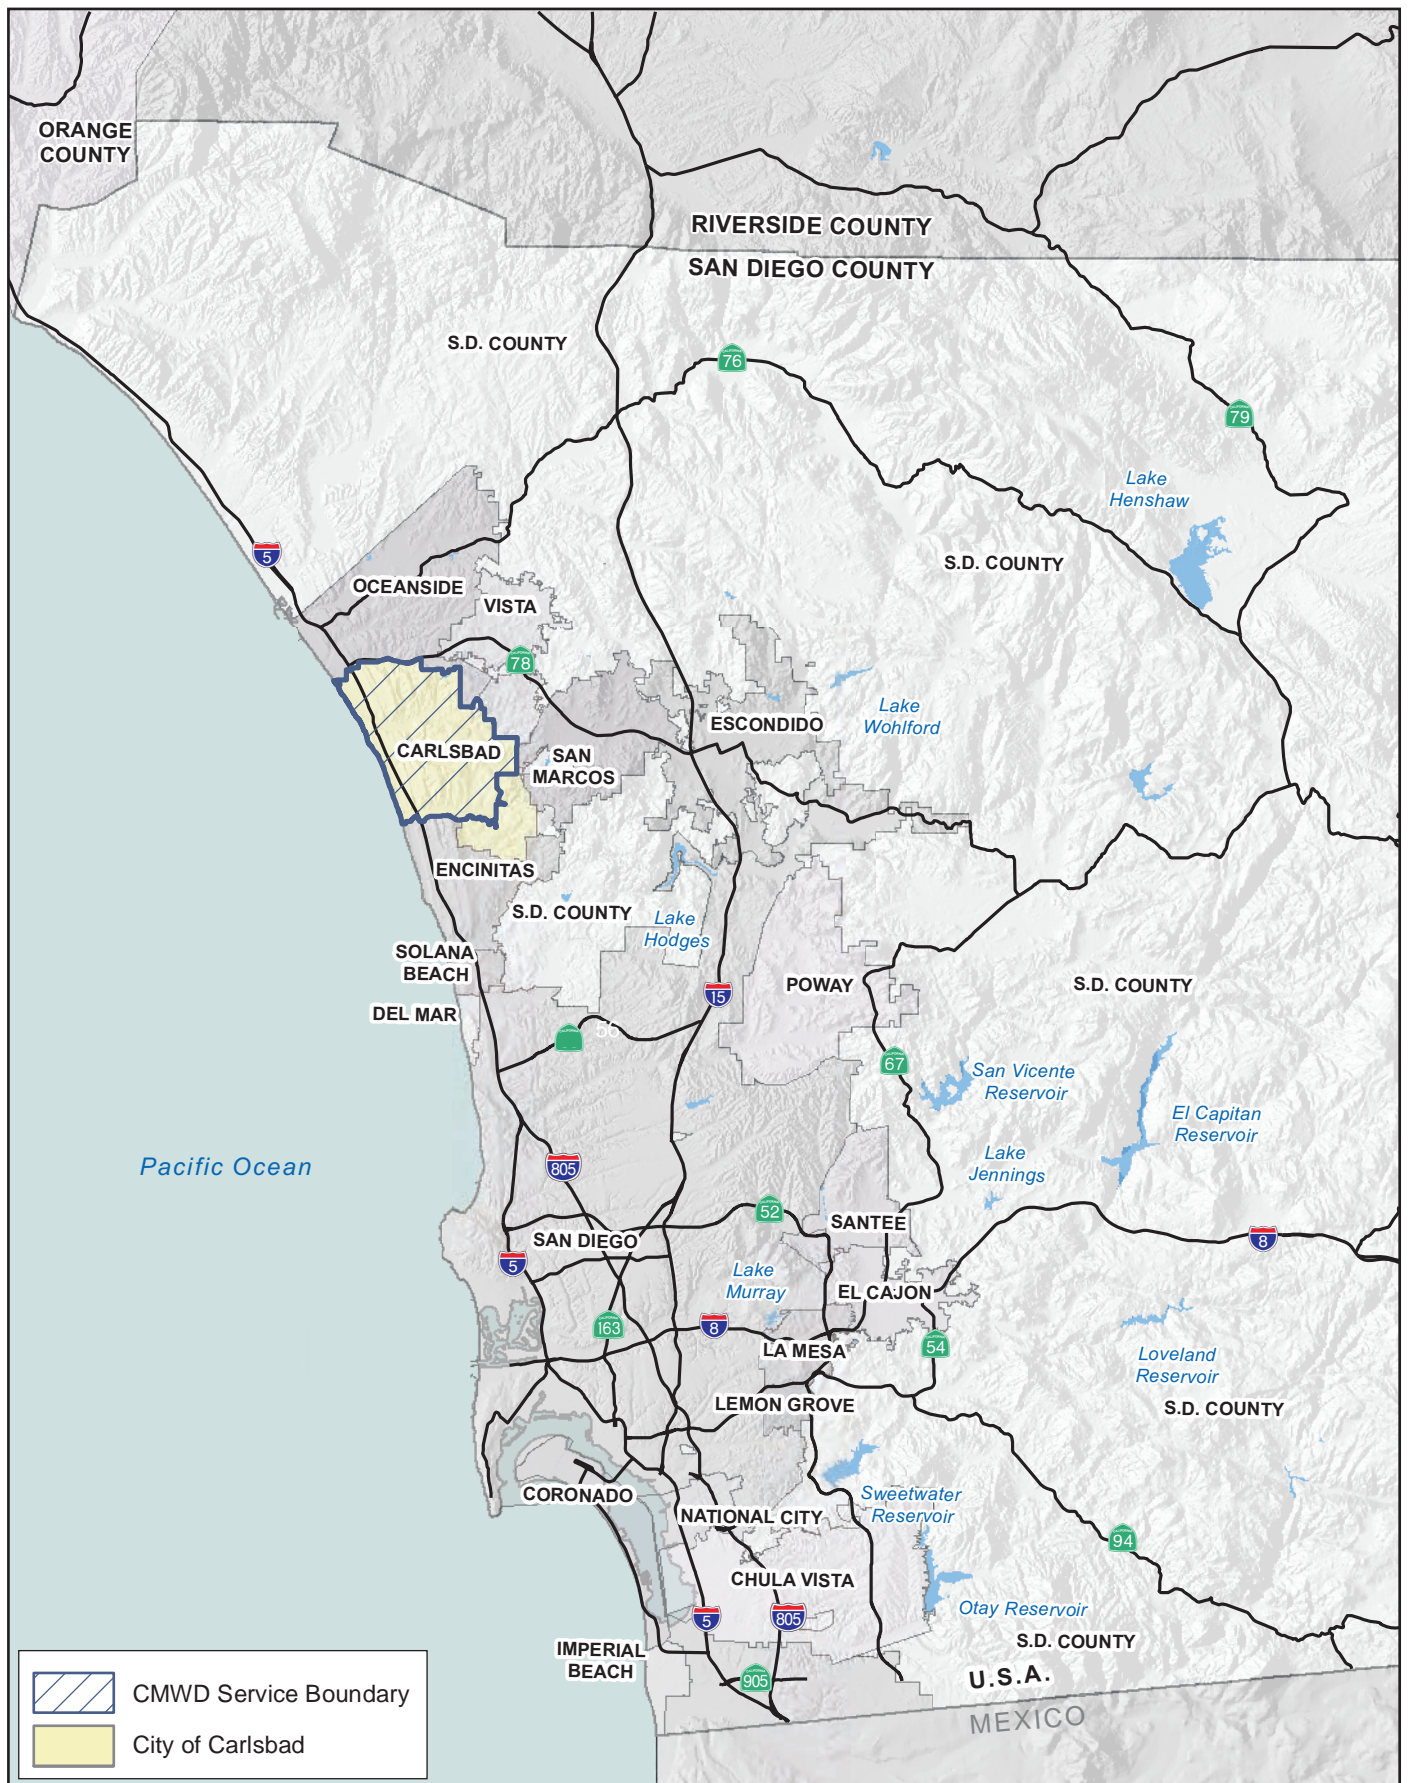 ORANGE
COUNTY
RIVERSIDE COUNTY
SAN DIEGO COUNTY
S.D. COUNTY
76
79
Lake
Henshaw
5
S.D. COUNTY
OCEANSIDE
VISTA
78
Lake
Wohlford
ESCONDIDO
CARLSBAD
SAN
MARCOS
ENCINITAS
S.D. COUNTY
Lake
Hodges
SOLANA
BEACH
POWAY
S.D. COUNTY
15
DEL MAR
56
67
San Vicente
Reservoir
El Capitan
Reservoir
Pacific Ocean
805
Lake
Jennings
52
SANTEE
SAN DIEGO
8
5
Lake
Murray
EL CAJON
163
8
LA MESA
54
Loveland
Reservoir
LEMON GROVE
S.D. COUNTY
CORONADO
Sweetwater
Reservoir
NATIONAL CITY
94
CHULA VISTA
Otay Reservoir
5
805
S.D. COUNTY
IMPERIAL
BEACH
905
U.S.A.
MEXICO
CMWD Service Boundary
City of Carlsbad